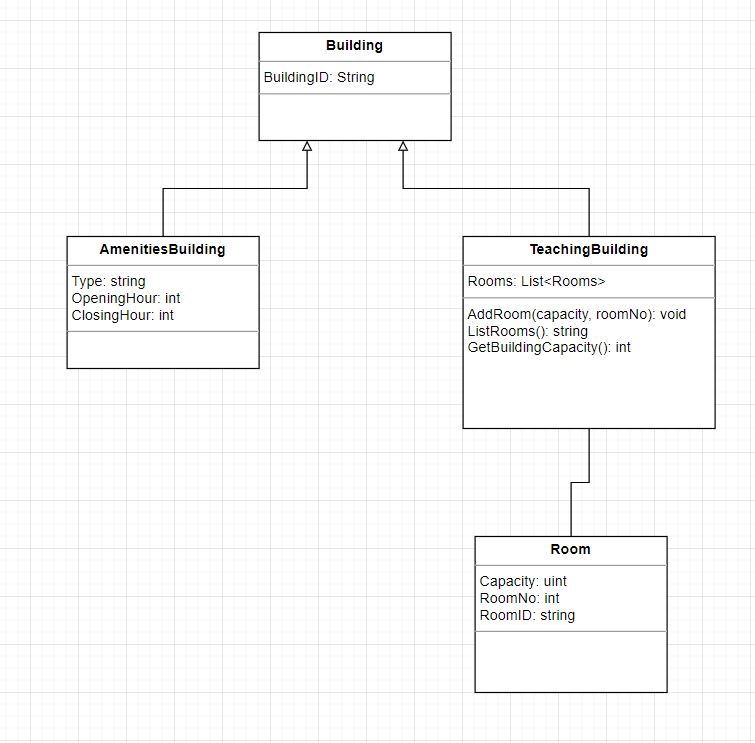 Building
BuildingID: String
AmenitiesBuilding
Type: string
OpeningHour: int
ClosingHour: int
TeachingBuilding
Rooms: List<Rooms>
AddRoom(capacity, roomNo): void
ListRooms(): string
GetBuildingCapacity(): int
Room
Capacity: uint
RoomNo: int
RoomID: string